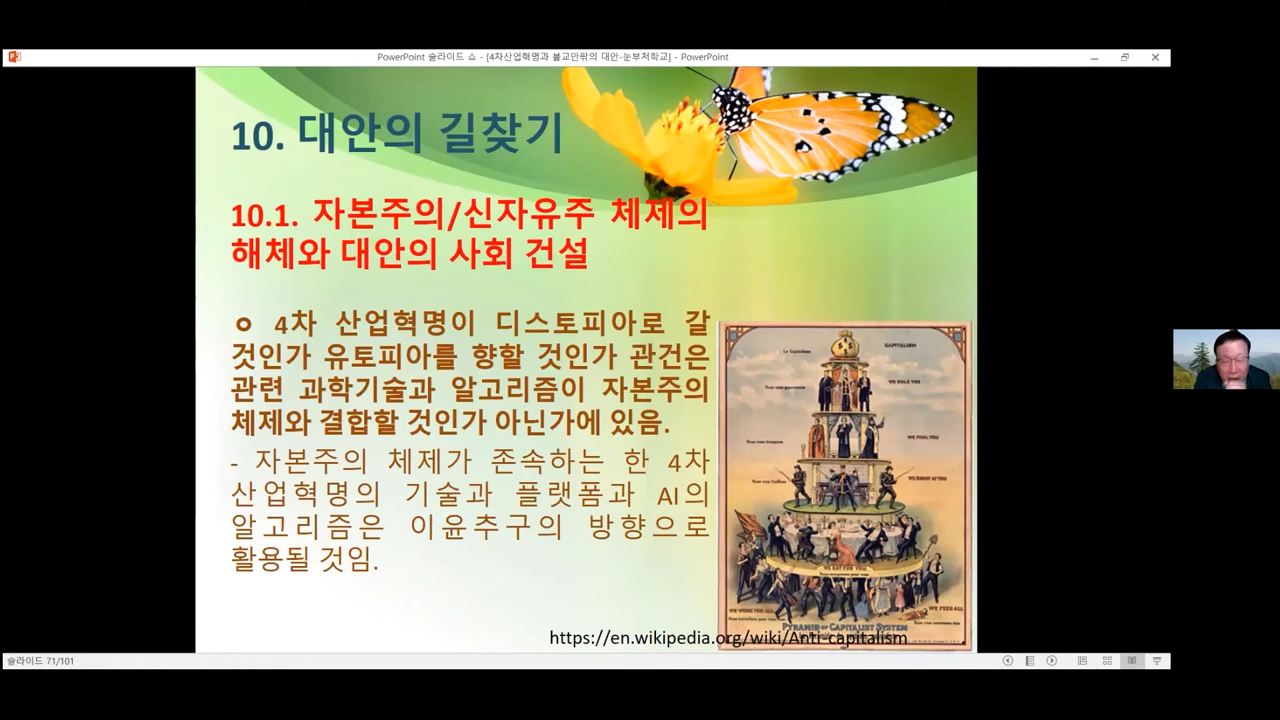 PowerPoint 슬라이드 쇼 - [4차산업혁명과 불교안팎의 대안-눈부처학교] - PowerPoint
10. 대안의 길찾기
10.1. 자본주의/신자유주 체제의
해체와 대안의 사회 건설
ㅇ 4차 산업혁명이 디스토피아로 갈
것인가 유토피아를 향할 것인가 관건은
관련 과학기술과 알고리즘이 자본주의
체제와 결합할 것인가 아닌가에 있음.
- 자본주의 체제가 존속하는 한 4차
산업혁명의 기술과 플랫폼과 AI의
알고리즘은 이윤추구의 방향으로
활용될 것임.
CAPITALISM
WE RULE YOU
WE FOOL YOU
WE SHOOT AT YOU
WE EAT FOR YOU
WE WORK FOR ALL
WE FEED ALL
PYRAMID OF CAPITALIST SYSTEM
https://en.wikipedia.org/wiki/Anti-capitalism
슬라이드 71/101